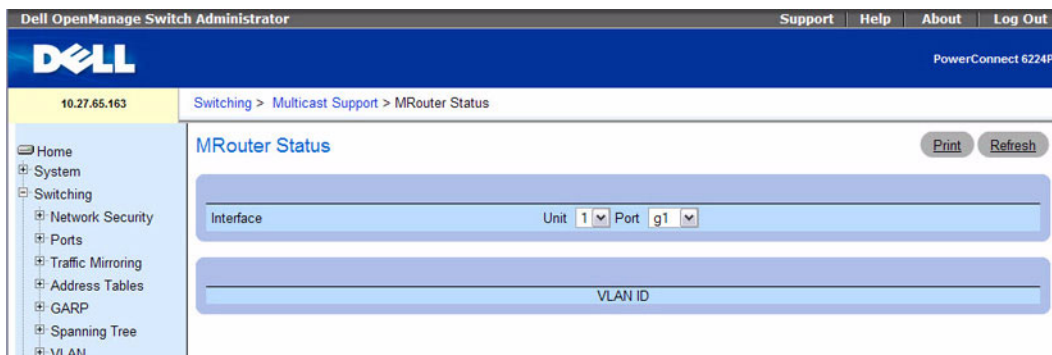 Dell OpenManage Switch Administrator
Support | Help | About | Log Out
DELL
PowerConnect 6224P
10.27.65.163
Switching > Multicast Support > MRouter Status
Home
System
Switching
Network Security
Ports
Traffic Mirroring
Address Tables
GARP
Spanning Tree
VLAN
MRouter Status
Print Refresh
Interface Unit 1 Port g1
VLAN ID